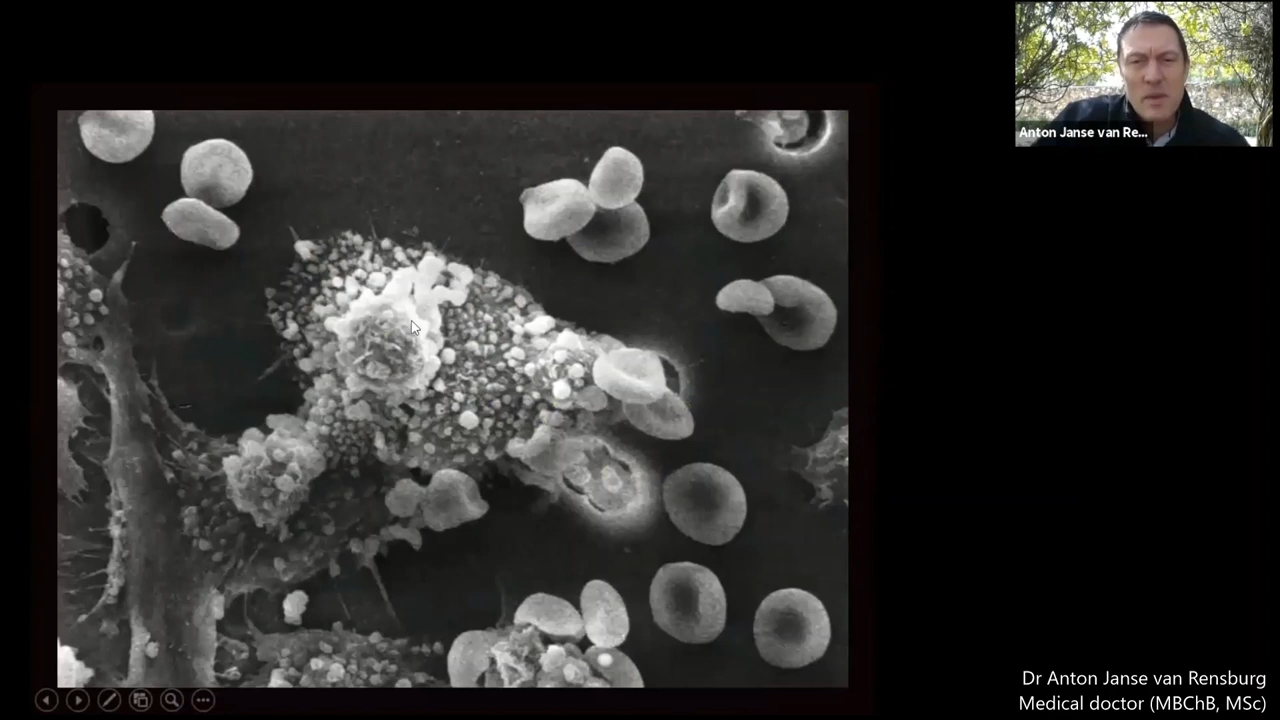 Anton Janse van Re...
Dr Anton Janse van Rensburg
Medical doctor (MBChB, MSc)